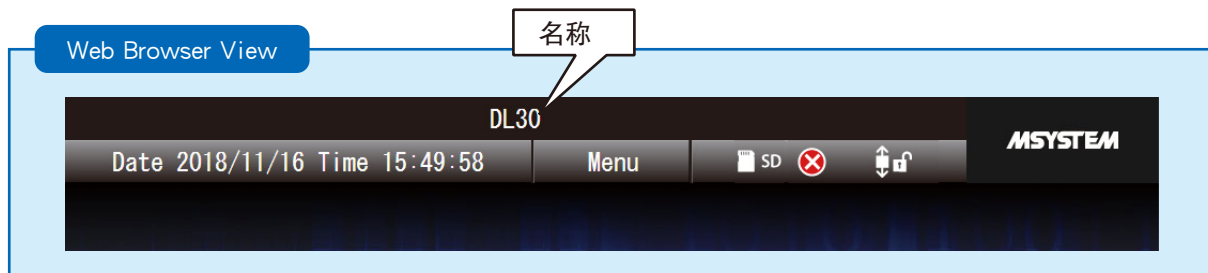 名称
Web Browser View
DL30
MSYSTEM
Date 2018/11/16 Time 15:49:58 Menu SD